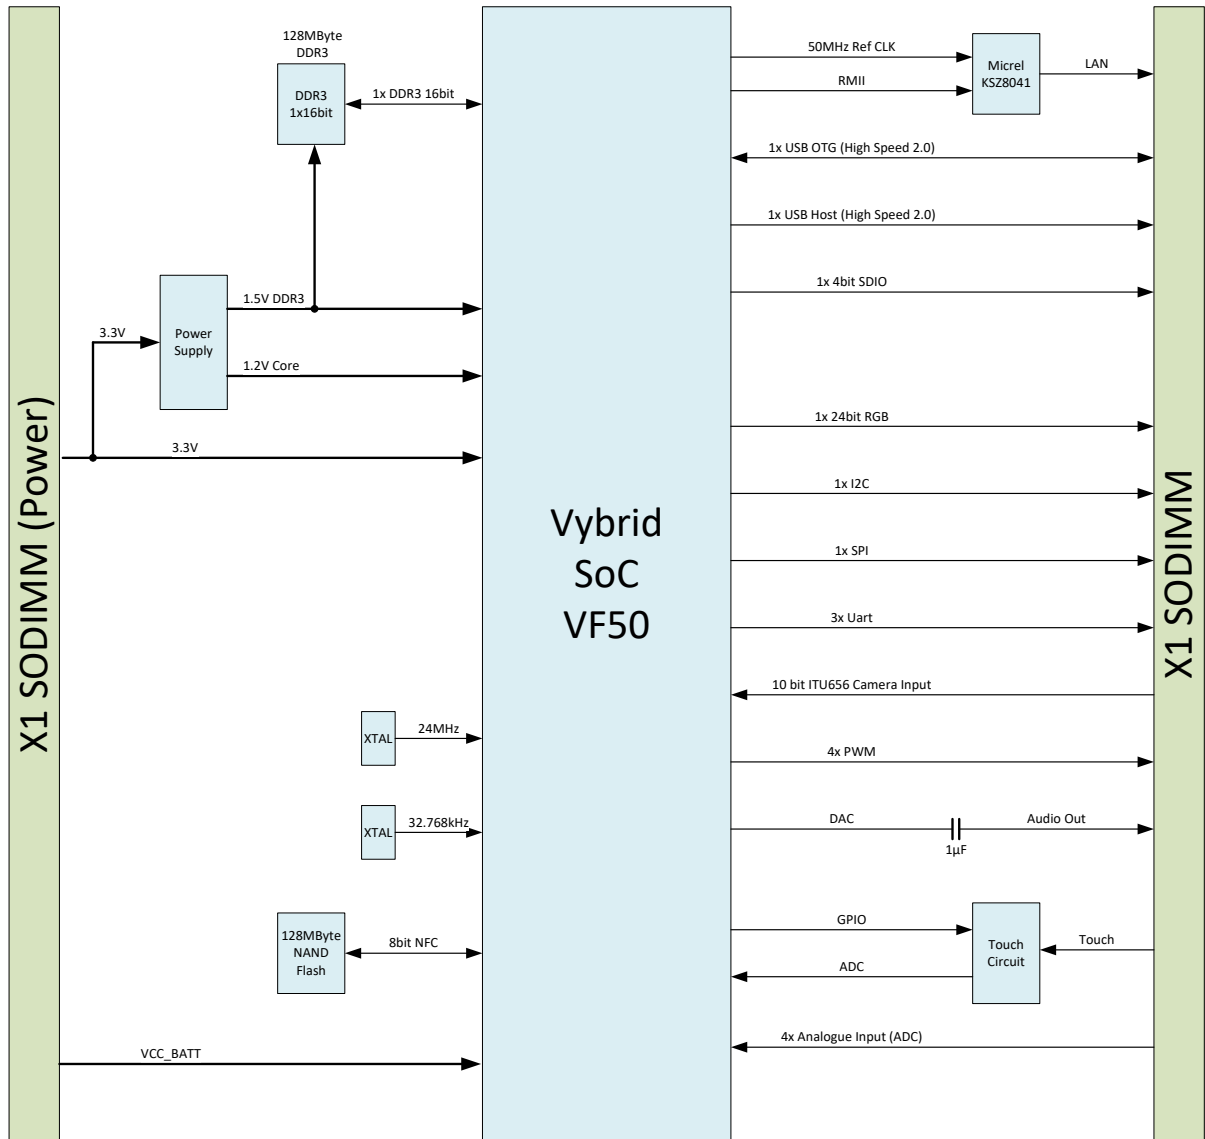 128MByte
DDR3
DDR3
1x16bit
1x DDR3 16bit
50MHz Ref CLK
RMII
Micrel
KSZ8041
LAN
1x USB OTG (High Speed 2.0)
1x USB Host (High Speed 2.0)
1x 4bit SDIO
1.5V DDR3
3.3V
Power
Supply
1.2V Core
3.3V
X1 SODIMM (Power)
Vybrid
SoC
VF50
X1 SODIMM
1x 24bit RGB
1x I2C
1x SPI
3x Uart
10 bit ITU656 Camera Input
XTAL
24MHz
4x PWM
XTAL
32.768kHz
DAC
1µF
Audio Out
128MByte
NAND
Flash
8bit NFC
GPIO
ADC
Touch
Circuit
Touch
4x Analogue Input (ADC)
VCC_BATT